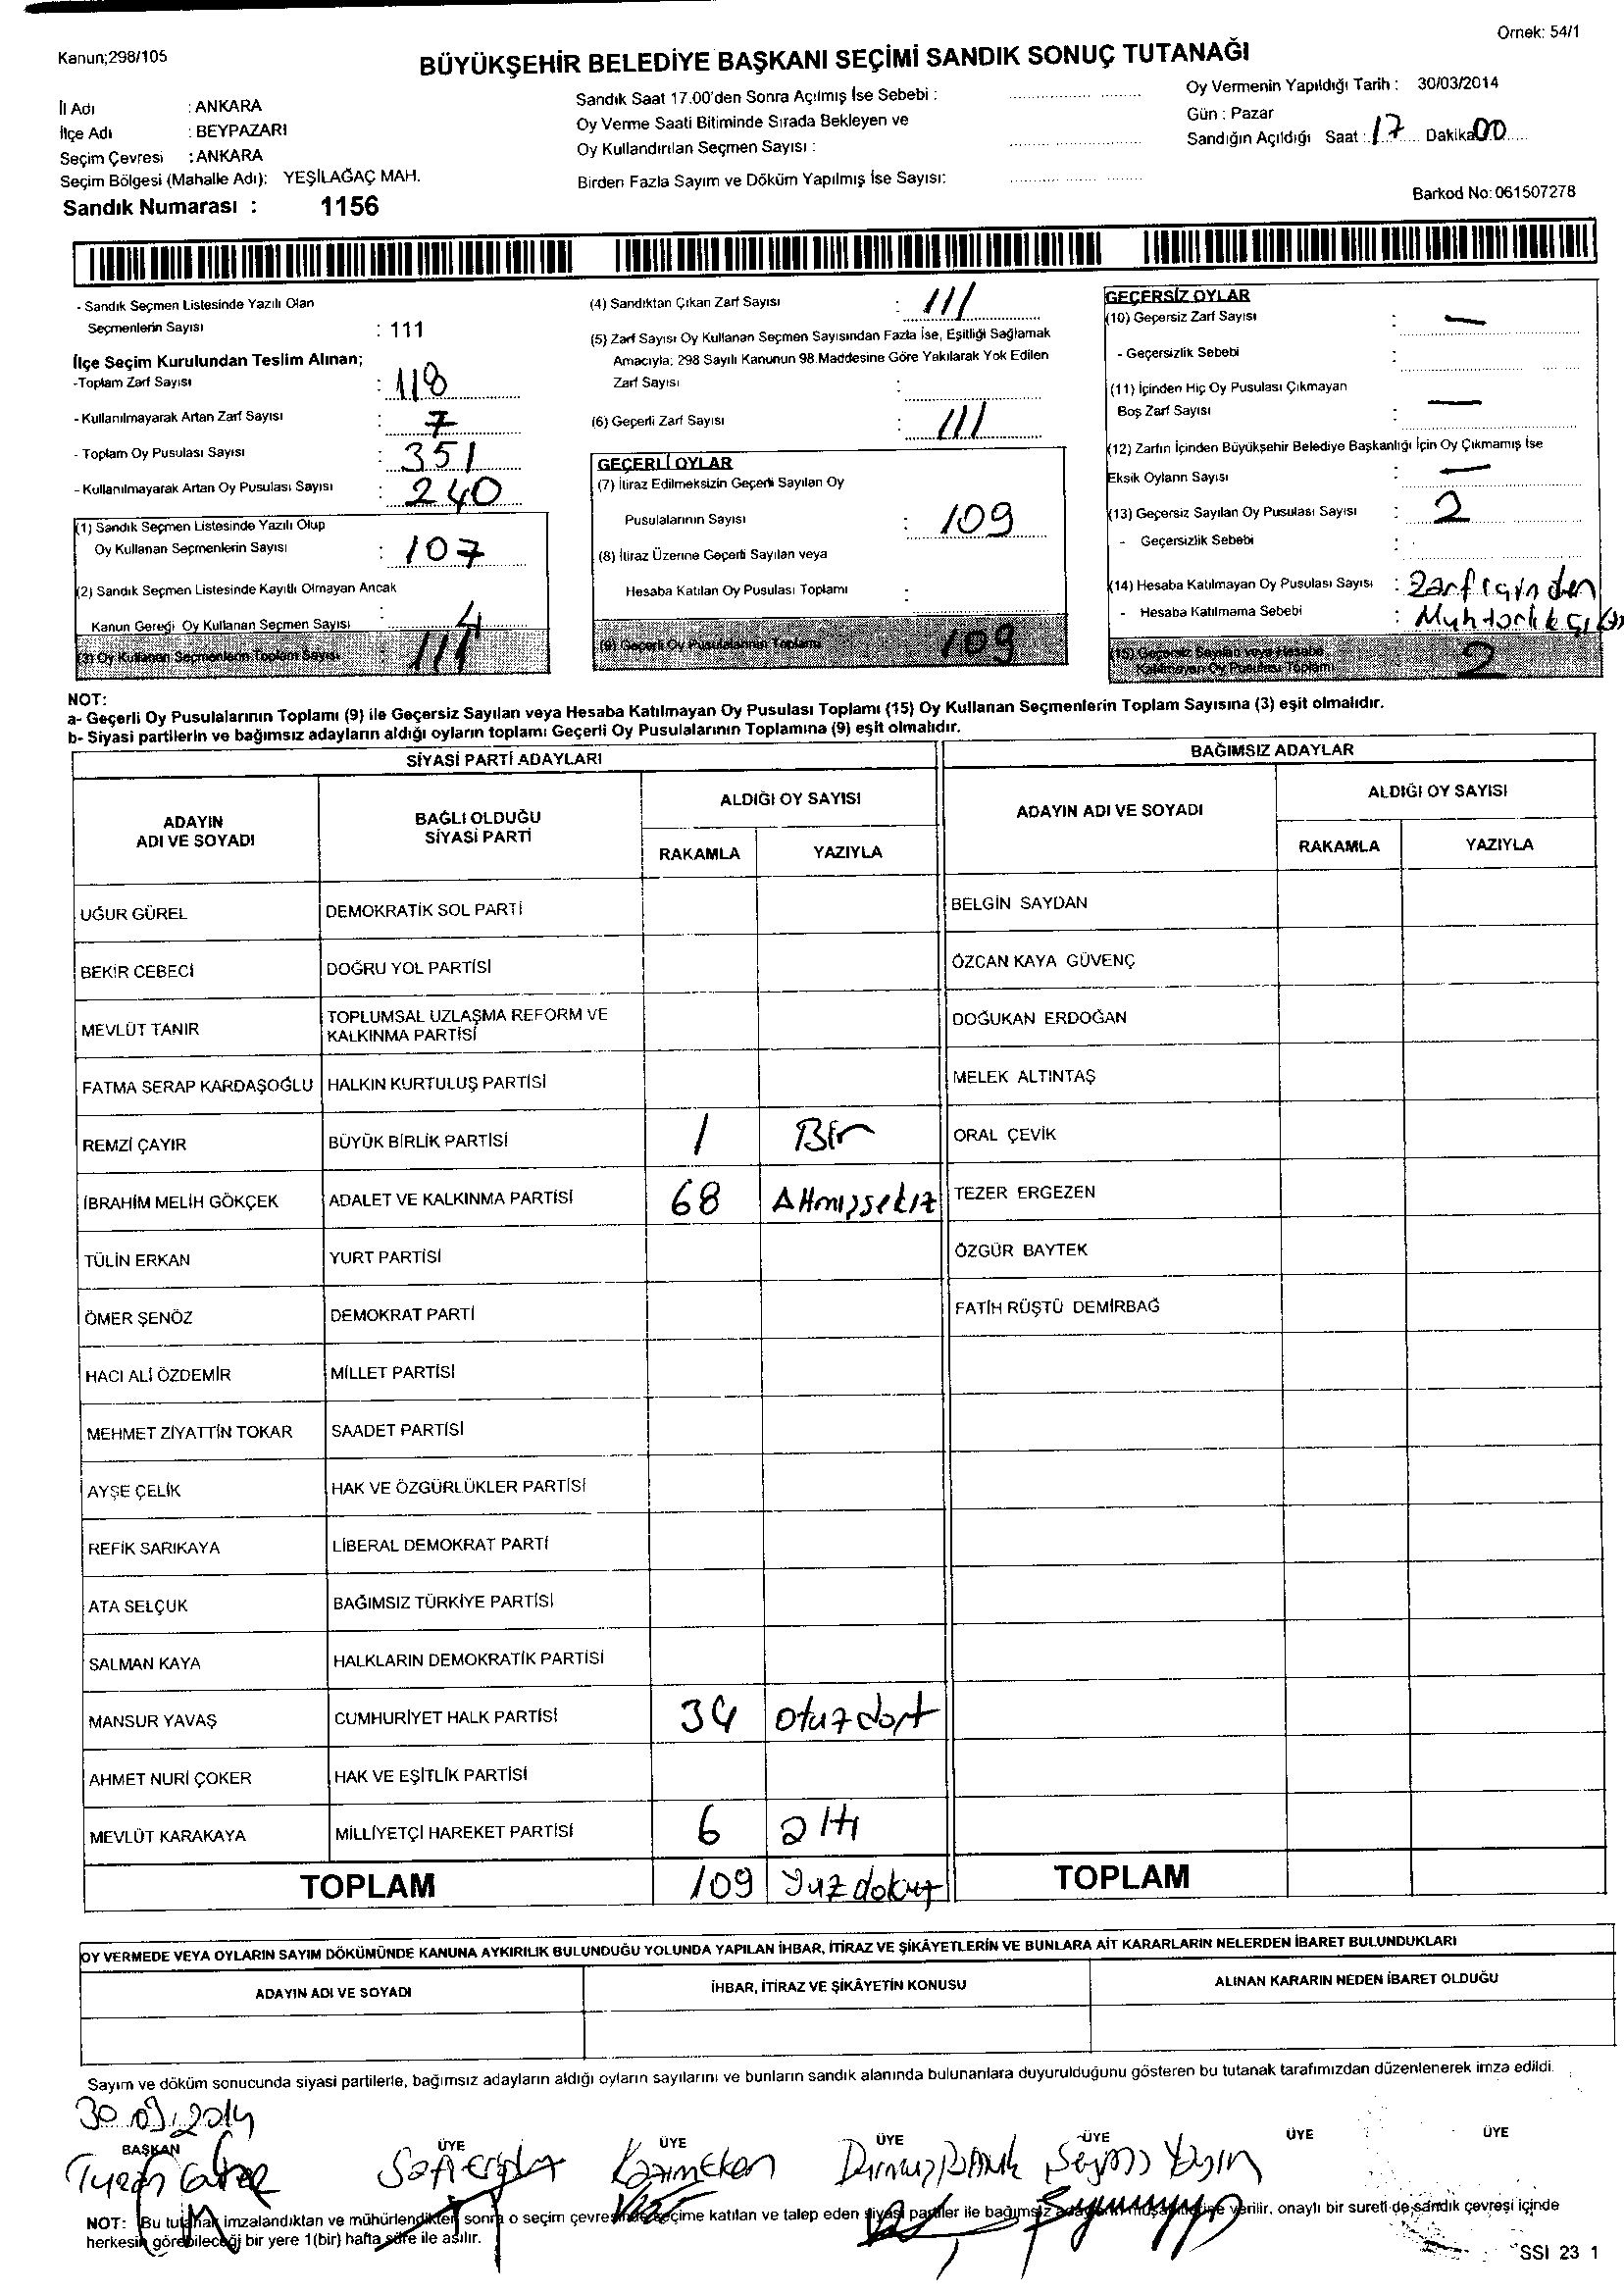 Örnek: 54/1
Kanun;298/105
BÜYÜKŞEHİR BELEDİYE BAŞKANI SEÇİMİ SANDIK SONUÇ TUTANAĞI
İl Adı : ANKARA
İlçe Adı : BEYPAZARI
Seçim Çevresi : ANKARA
Seçim Bölgesi (Mahalle Adı): YEŞİLAĞAÇ MAH.
Sandık Numarası : 1156
Sandık Saat 17.00'den Sonra Açılmış İse Sebebi :
Oy Verme Saati Bitiminde Sırada Bekleyen ve
Oy Kullandırılan Seçmen Sayısı :
Birden Fazla Sayım ve Döküm Yapılmış İse Sayısı:
Oy Vermenin Yapıldığı Tarih : 30/03/2014
Gün : Pazar
Sandığın Açıldığı Saat : 17 Dakika 00
Barkod No: 061507278
- Sandık Seçmen Listesinde Yazılı Olan
Seçmenlerin Sayısı : 111
İlçe Seçim Kurulundan Teslim Alınan;
-Toplam Zarf Sayısı : 118
- Kullanılmayarak Artan Zarf Sayısı : 7
- Toplam Oy Pusulası Sayısı : 351
- Kullanılmayarak Artan Oy Pusulası Sayısı : 240
(1) Sandık Seçmen Listesinde Yazılı Olup
Oy Kullanan Seçmenlerin Sayısı : 107
(2) Sandık Seçmen Listesinde Kayıtlı Olmayan Ancak
Kanun Gereği Oy Kullanan Seçmen Sayısı : 4
(3) Oy Kullanan Seçmenlerin Toplam Sayısı : 111
(4) Sandıktan Çıkan Zarf Sayısı : 111
(5) Zarf Sayısı Oy Kullanan Seçmen Sayısından Fazla İse, Eşitliği Sağlamak
Amacıyla; 298 Sayılı Kanunun 98.Maddesine Göre Yakılarak Yok Edilen
Zarf Sayısı :
(6) Geçerli Zarf Sayısı : 111
GEÇERLİ OYLAR
(7) İtiraz Edilmeksizin Geçerli Sayılan Oy
Pusulalarının Sayısı : 109
(8) İtiraz Üzerine Geçerli Sayılan veya
Hesaba Katılan Oy Pusulası Toplamı :
(9) Geçerli Oy Pusulalarının Toplamı 109
GEÇERSİZ OYLAR
(10) Geçersiz Zarf Sayısı : —
- Geçersizlik Sebebi :
(11) İçinden Hiç Oy Pusulası Çıkmayan
Boş Zarf Sayısı : —
(12) Zarfın İçinden Büyükşehir Belediye Başkanlığı İçin Oy Çıkmamış İse
Eksik Oyların Sayısı : —
(13) Geçersiz Sayılan Oy Pusulası Sayısı : 2
- Geçersizlik Sebebi :
(14) Hesaba Katılmayan Oy Pusulası Sayısı : Zarf içinden
- Hesaba Katılmama Sebebi : Muhtarlık
(15) Geçersiz Sayılan veya Hesaba
Katılmayan Oy Pusulası Toplamı 2
NOT:
a- Geçerli Oy Pusulalarının Toplamı (9) ile Geçersiz Sayılan veya Hesaba Katılmayan Oy Pusulası Toplamı (15) Oy Kullanan Seçmenlerin Toplam Sayısına (3) eşit olmalıdır.
b- Siyasi partilerin ve bağımsız adayların aldığı oyların toplamı Geçerli Oy Pusulalarının Toplamına (9) eşit olmalıdır.
SİYASİ PARTİ ADAYLARI
ADAYIN
ADI VE SOYADI
BAĞLI OLDUĞU
SİYASİ PARTİ
ALDIĞI OY SAYISI
RAKAMLA YAZIYLA
UĞUR GÜREL DEMOKRATİK SOL PARTİ
BEKİR CEBECİ DOĞRU YOL PARTİSİ
MEVLÜT TANIR TOPLUMSAL UZLAŞMA REFORM VE
KALKINMA PARTİSİ
FATMA SERAP KARDAŞOĞLU HALKIN KURTULUŞ PARTİSİ
REMZİ ÇAYIR BÜYÜK BİRLİK PARTİSİ 1 Bir
İBRAHİM MELİH GÖKÇEK ADALET VE KALKINMA PARTİSİ 68 Altmışsekiz
TÜLİN ERKAN YURT PARTİSİ
ÖMER ŞENÖZ DEMOKRAT PARTİ
HACI ALİ ÖZDEMİR MİLLET PARTİSİ
MEHMET ZİYATTİN TOKAR SAADET PARTİSİ
AYŞE ÇELİK HAK VE ÖZGÜRLÜKLER PARTİSİ
REFİK SARIKAYA LİBERAL DEMOKRAT PARTİ
ATA SELÇUK BAĞIMSIZ TÜRKİYE PARTİSİ
SALMAN KAYA HALKLARIN DEMOKRATİK PARTİSİ
MANSUR YAVAŞ CUMHURİYET HALK PARTİSİ 34 otuzdört
AHMET NURİ ÇOKER HAK VE EŞİTLİK PARTİSİ
MEVLÜT KARAKAYA MİLLİYETÇİ HAREKET PARTİSİ 6 altı
TOPLAM 109 Yüzdokuz
BAĞIMSIZ ADAYLAR
ADAYIN ADI VE SOYADI
ALDIĞI OY SAYISI
RAKAMLA YAZIYLA
BELGİN SAYDAN
ÖZCAN KAYA GÜVENÇ
DOĞUKAN ERDOĞAN
MELEK ALTINTAŞ
ORAL ÇEVİK
TEZER ERGEZEN
ÖZGÜR BAYTEK
FATİH RÜŞTÜ DEMİRBAĞ
TOPLAM
OY VERMEDE VEYA OYLARIN SAYIM DÖKÜMÜNDE KANUNA AYKIRILIK BULUNDUĞU YOLUNDA YAPILAN İHBAR, İTİRAZ VE ŞİKÂYETLERİN VE BUNLARA AİT KARARLARIN NELERDEN İBARET BULUNDUKLARI
ADAYIN ADI VE SOYADI İHBAR, İTİRAZ VE ŞİKÂYETİN KONUSU ALINAN KARARIN NEDEN İBARET OLDUĞU
Sayım ve döküm sonucunda siyasi partilerle, bağımsız adayların aldığı oyların sayılarını ve bunların sandık alanında bulunanlara duyurulduğunu gösteren bu tutanak tarafımızdan düzenlenerek imza edildi.
30.03.2014
BAŞKAN ÜYE ÜYE ÜYE ÜYE ÜYE ÜYE
NOT: Bu tutanak imzalandıktan ve mühürlendikten sonra o seçim çevresinde seçime katılan ve talep eden siyasi partiler ile bağımsız verilir, onaylı bir sureti de sandık çevresi içinde
herkesin görebileceği bir yere 1(bir) hafta süre ile asılır.
SSI 23 1